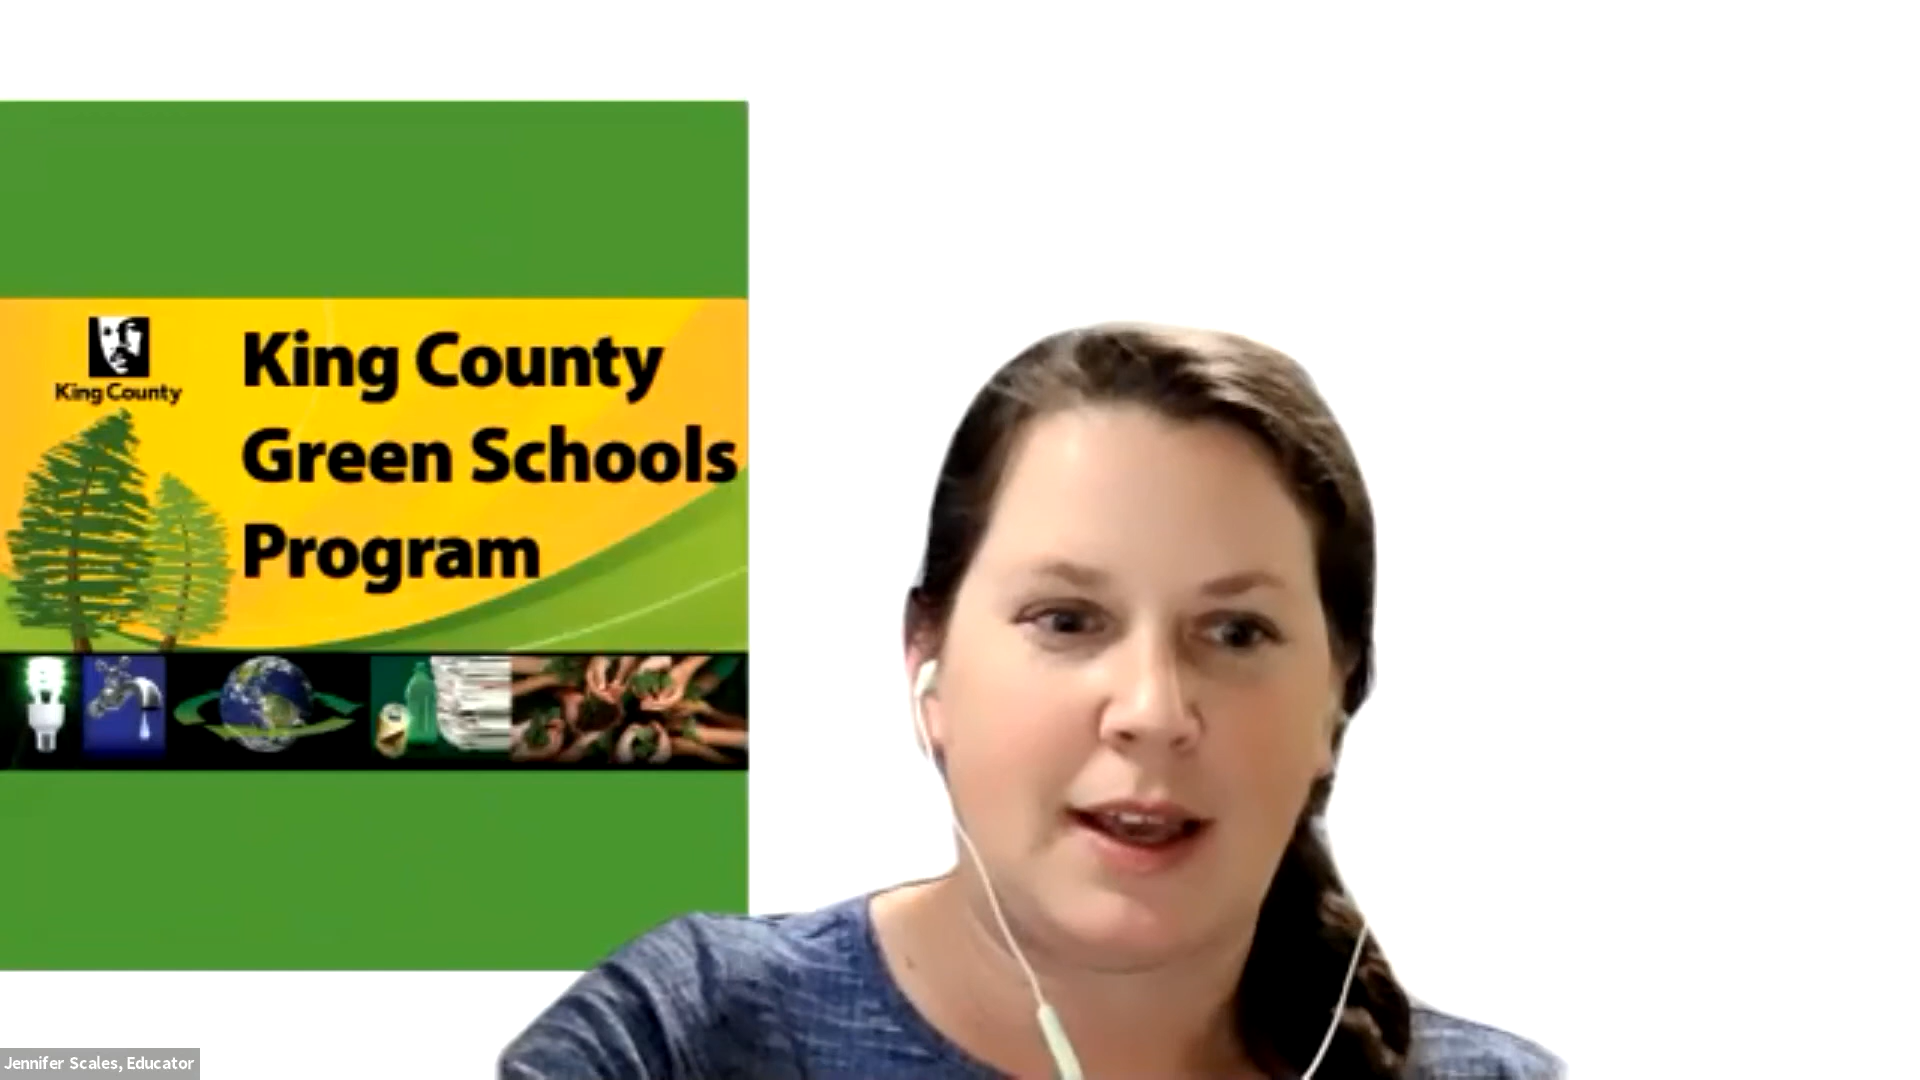 King County
King County
Green Schools
Program
Jennifer Scales, Educator